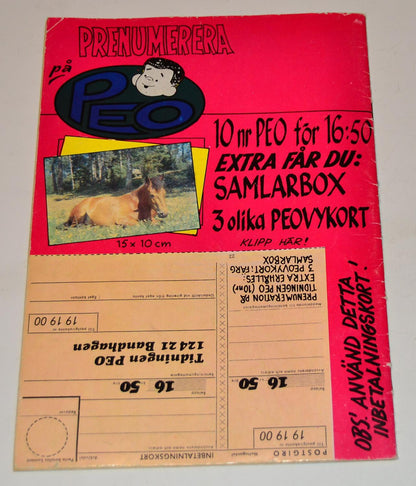 PRENUMERERA
på
PEO
10 nr PEO för 16:50
EXTRA FÅR DU:
SAMLARBOX
3 olika PEOVYKORT
15 x 10 cm
KLIPP HÄR!
OBS! ANVÄND DETTA
INBETALNINGSKORT!
POSTGIRO
INBETALNINGSKORT
19 19 00
16 50
Tidningen PEO
124 21 Bandhagen
19 19 00
16 50
PRENUMERATION PÅ
TIDNINGEN PEO (10nr)
EXTRA ERHÅLLES:
3 PEOVYKORT:FÄRG
SAMLARBOX
22